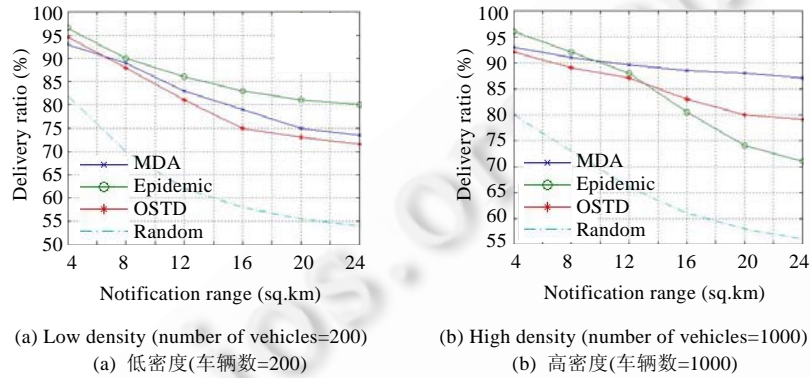 100
95
90
85
80
75
70
65
60
55
50
Delivery ratio (%)
MDA
Epidemic
OSTD
Random
4 8 12 16 20 24
Notification range (sq.km)
(a) Low density (number of vehicles=200)
(a) 低密度(车辆数=200)
100
95
90
85
80
75
70
65
60
55
Delivery ratio (%)
MDA
Epidemic
OSTD
Random
4 8 12 16 20 24
Notification range (sq.km)
(b) High density (number of vehicles=1000)
(b) 高密度(车辆数=1000)